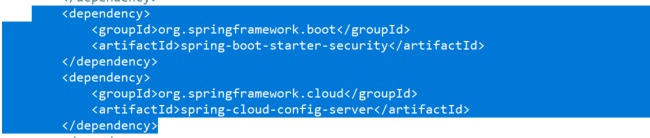 </dependency>
<dependency>
<groupId>org.springframework.boot</groupId>
<artifactId>spring-boot-starter-security</artifactId>
</dependency>
<dependency>
<groupId>org.springframework.cloud</groupId>
<artifactId>spring-cloud-config-server</artifactId>
</dependency>